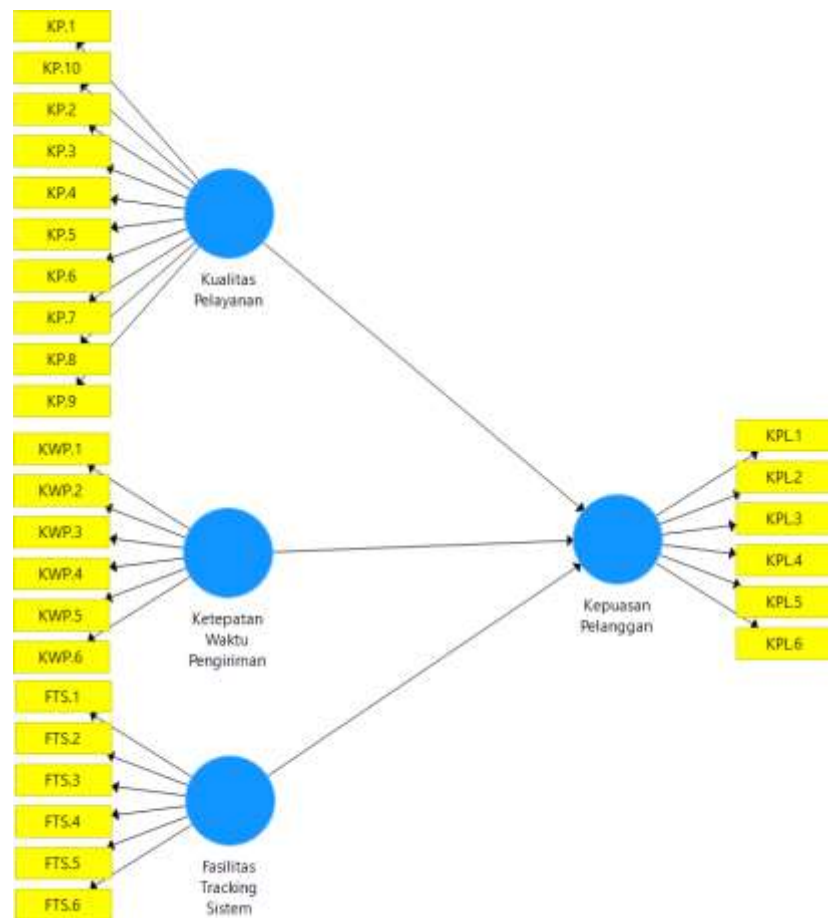 KP.1
KP.10
KP.2
KP.3
KP.4
KP.5
KP.6
KP.7
KP.8
KP.9
Kualitas
Pelayanan
KWP.1
KWP.2
KWP.3
KWP.4
KWP.5
KWP.6
Ketepatan
Waktu
Pengiriman
FTS.1
FTS.2
FTS.3
FTS.4
FTS.5
FTS.6
Fasilitas
Tracking
Sistem
Kepuasan
Pelanggan
KPL.1
KPL.2
KPL.3
KPL.4
KPL.5
KPL.6